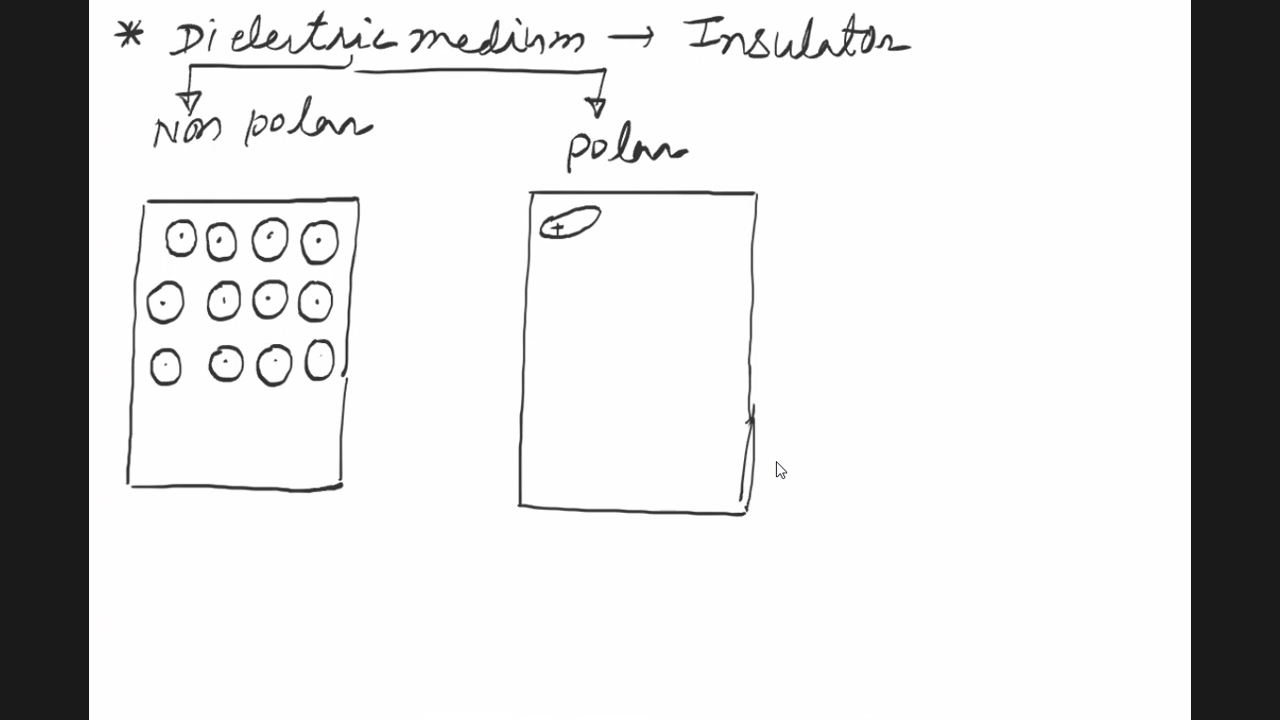 * Dielectric medium → Insulator
Non polar
polar
+